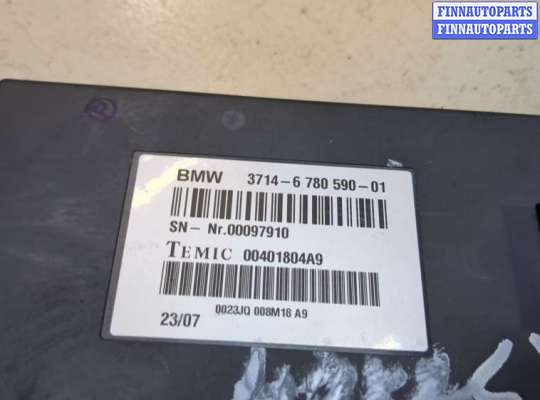 FINNAUTOPARTS
FINNAUTOPARTS
BMW 3714-6 780 590-01
SN- Nr.00097910
TEMIC 00401804A9
0023JQ 008M18 A9
23/07